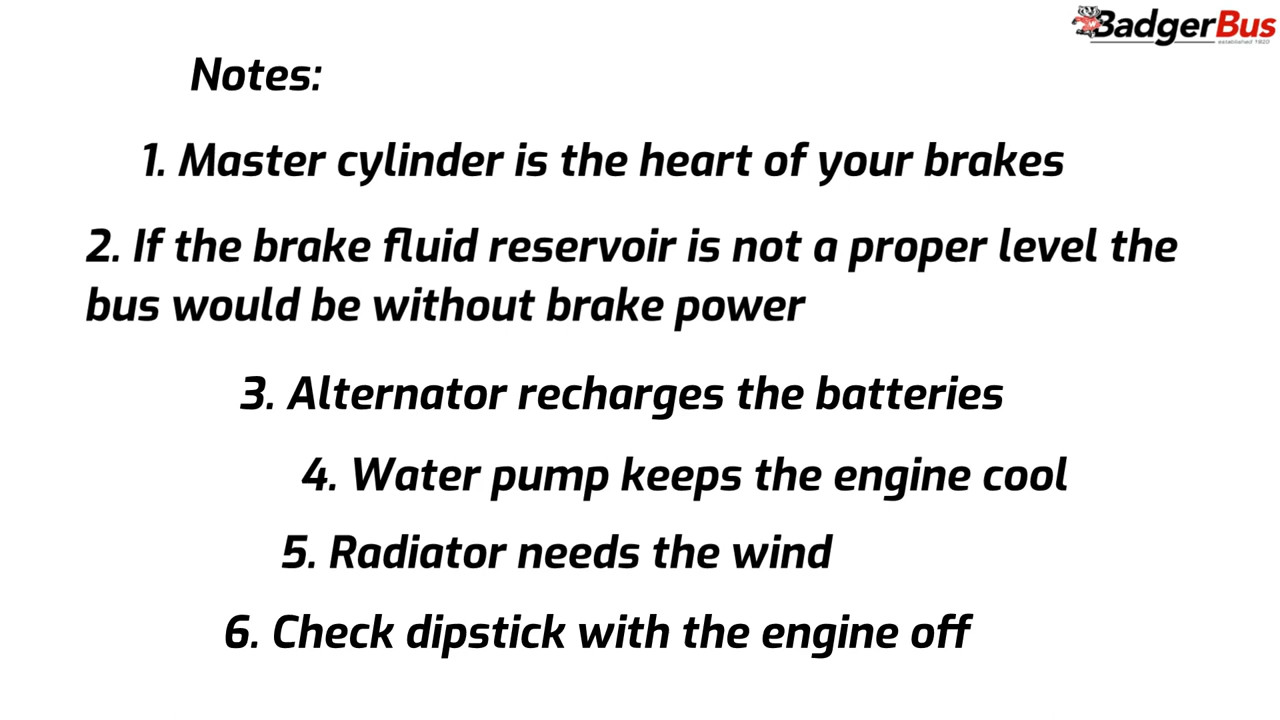 BadgerBus
established 1920
Notes:
1. Master cylinder is the heart of your brakes
2. If the brake fluid reservoir is not a proper level the
bus would be without brake power
3. Alternator recharges the batteries
4. Water pump keeps the engine cool
5. Radiator needs the wind
6. Check dipstick with the engine off